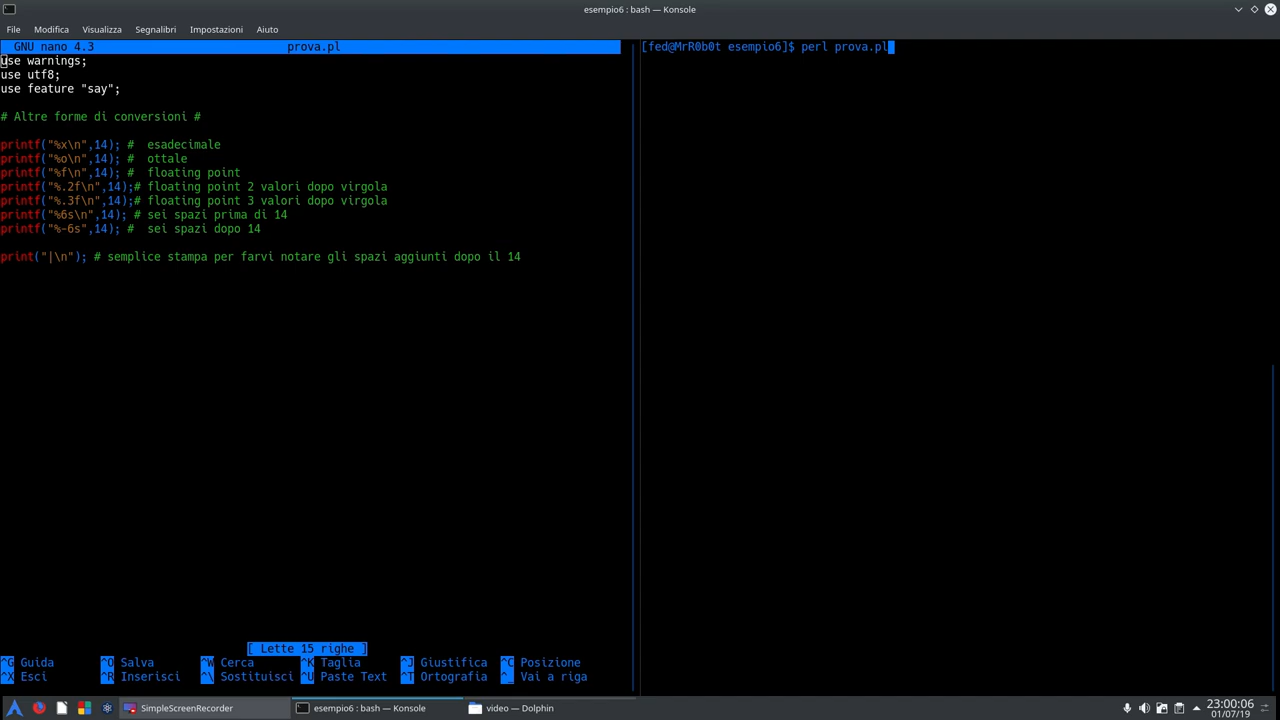 esempio6 : bash — Konsole
File Modifica Visualizza Segnalibri Impostazioni Aiuto
GNU nano 4.3 prova.pl
use warnings;
use utf8;
use feature "say";
# Altre forme di conversioni #
printf("%x\n",14); #  esadecimale
printf("%o\n",14); #  ottale
printf("%f\n",14); #  floating point
printf("%.2f\n",14);# floating point 2 valori dopo virgola
printf("%.3f\n",14);# floating point 3 valori dopo virgola
printf("%6s\n",14); # sei spazi prima di 14
printf("%-6s",14); #  sei spazi dopo 14
print("|\n"); # semplice stampa per farvi notare gli spazi aggiunti dopo il 14
[ Lette 15 righe ]
^G Guida ^O Salva ^W Cerca ^K Taglia ^J Giustifica ^C Posizione
^X Esci ^R Inserisci ^\ Sostituisci ^U Paste Text ^T Ortografia ^_ Vai a riga
[fed@MrR0b0t esempio6]$ perl prova.pl
SimpleScreenRecorder
esempio6 : bash — Konsole
video — Dolphin
23:00:06
01/07/19